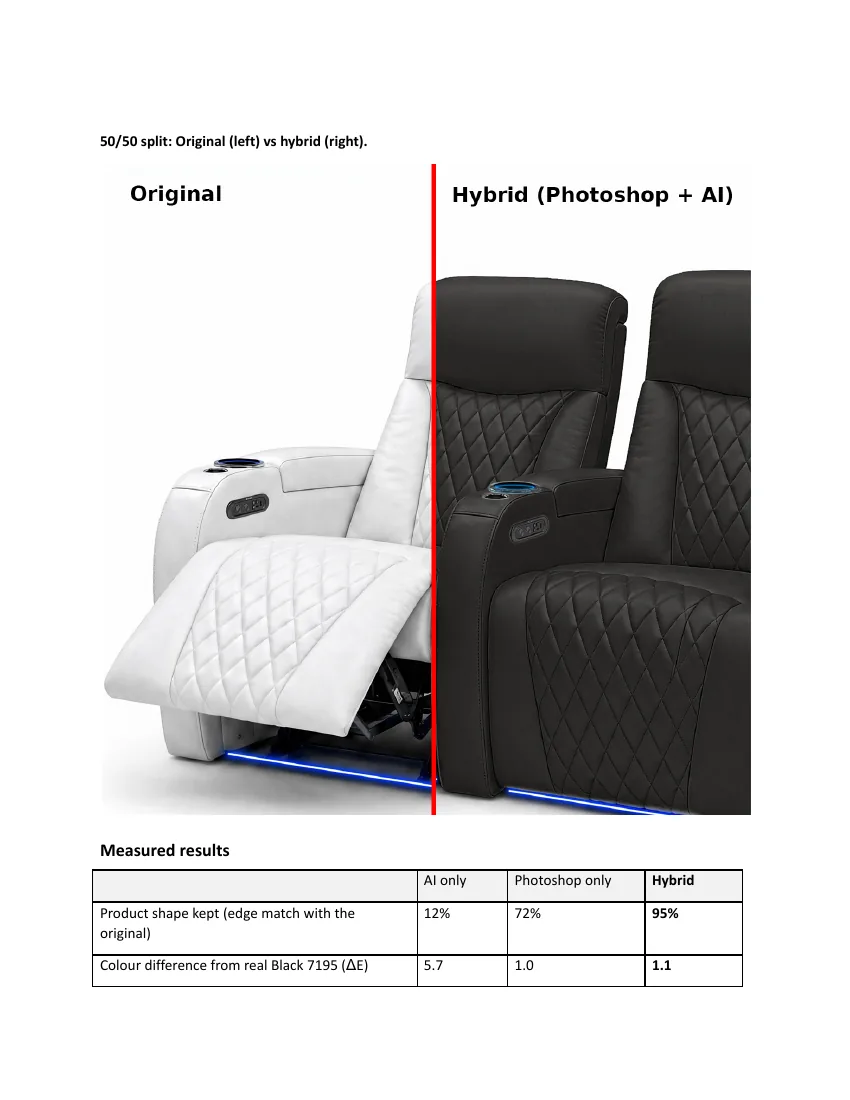 50/50 split: Original (left) vs hybrid (right).
Original
Hybrid (Photoshop + AI)
Measured results
AI only Photoshop only Hybrid
Product shape kept (edge match with the
original) 12% 72% 95%
Colour difference from real Black 7195 (ΔE) 5.7 1.0 1.1